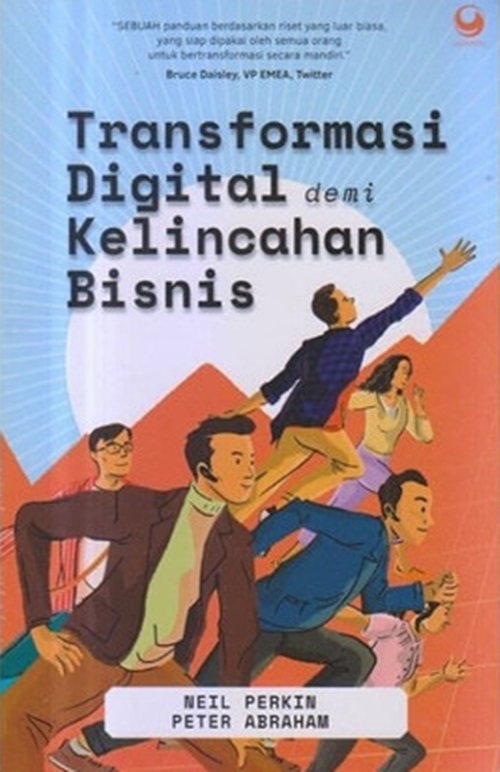 "SEBUAH panduan berdasarkan riset yang luar biasa,
yang siap dipakai oleh semua orang
untuk bertransformasi secara mandiri."
Bruce Daisley, VP EMEA, Twitter
Transformasi
Digital demi
Kelincahan
Bisnis
NEIL PERKIN
PETER ABRAHAM